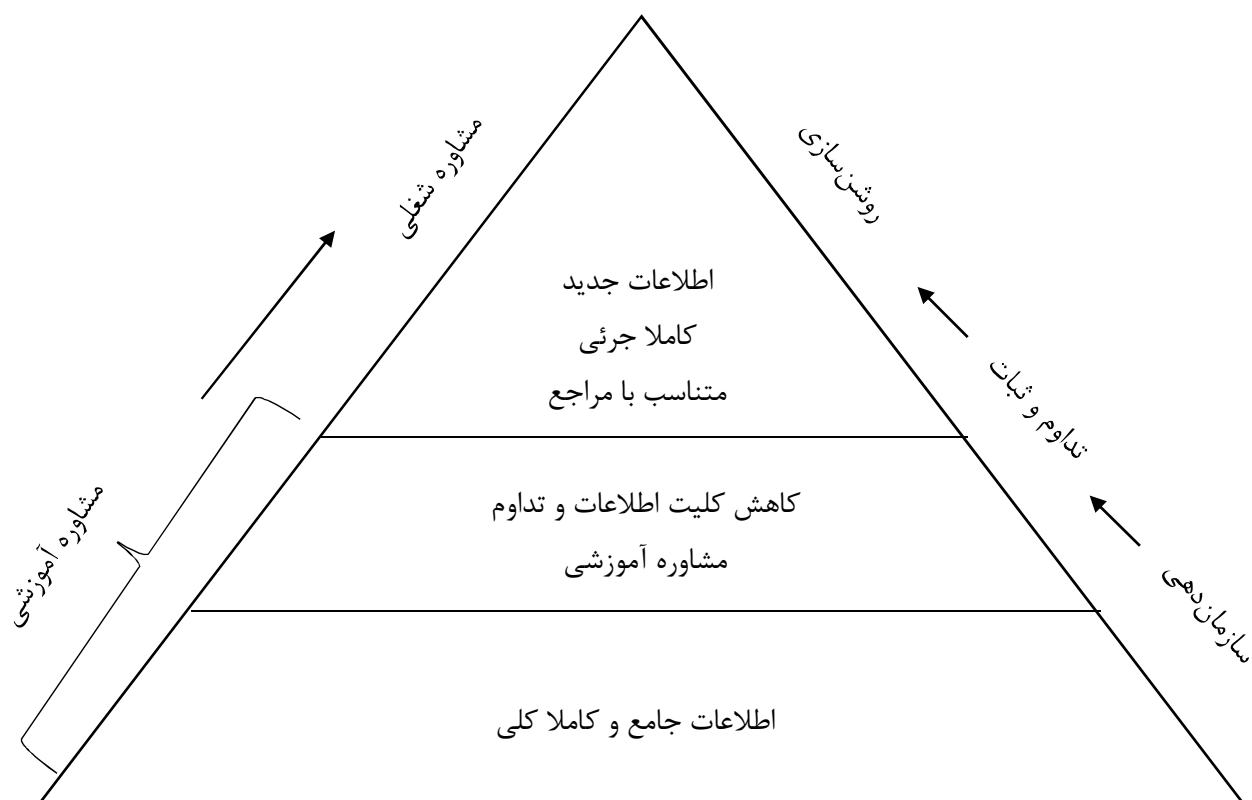 مشاوره شغلی
روشن‌سازی
اطلاعات جدید
کاملا جرئی
متناسب با مراجع
تداوم و ثبات
کاهش کلیت اطلاعات و تداوم
مشاوره آموزشی
مشاوره آموزشی
سازمان‌دهی
اطلاعات جامع و کاملا کلی